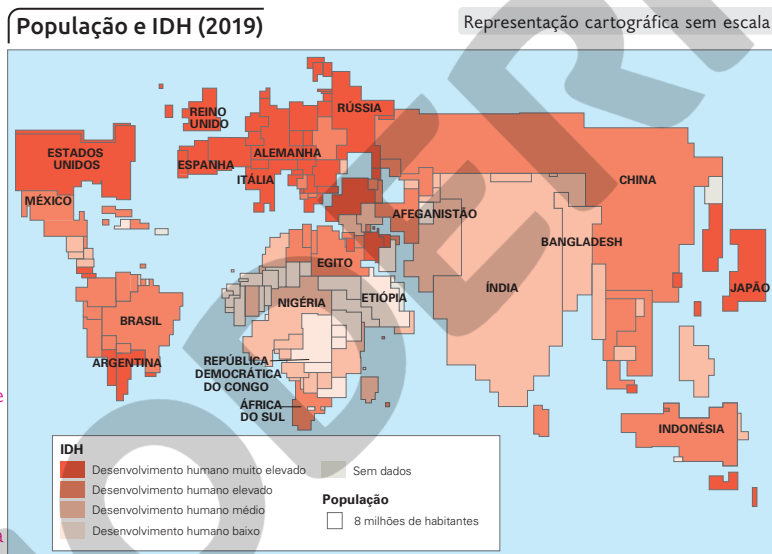 População e IDH (2019)
Representação cartográfica sem escala
REINO
UNIDO
RÚSSIA
ESTADOS
UNIDOS
ESPANHA
ALEMANHA
ITÁLIA
MÉXICO
CHINA
AFEGANISTÃO
BANGLADESH
EGITO
ETIÓPIA
NIGÉRIA
ÍNDIA
JAPÃO
BRASIL
ARGENTINA
REPÚBLICA
DEMOCRÁTICA
DO CONGO
ÁFRICA
DO SUL
INDONÉSIA
IDH
Desenvolvimento humano muito elevado
Desenvolvimento humano elevado
Desenvolvimento humano médio
Desenvolvimento humano baixo
Sem dados
População
8 milhões de habitantes
e
a